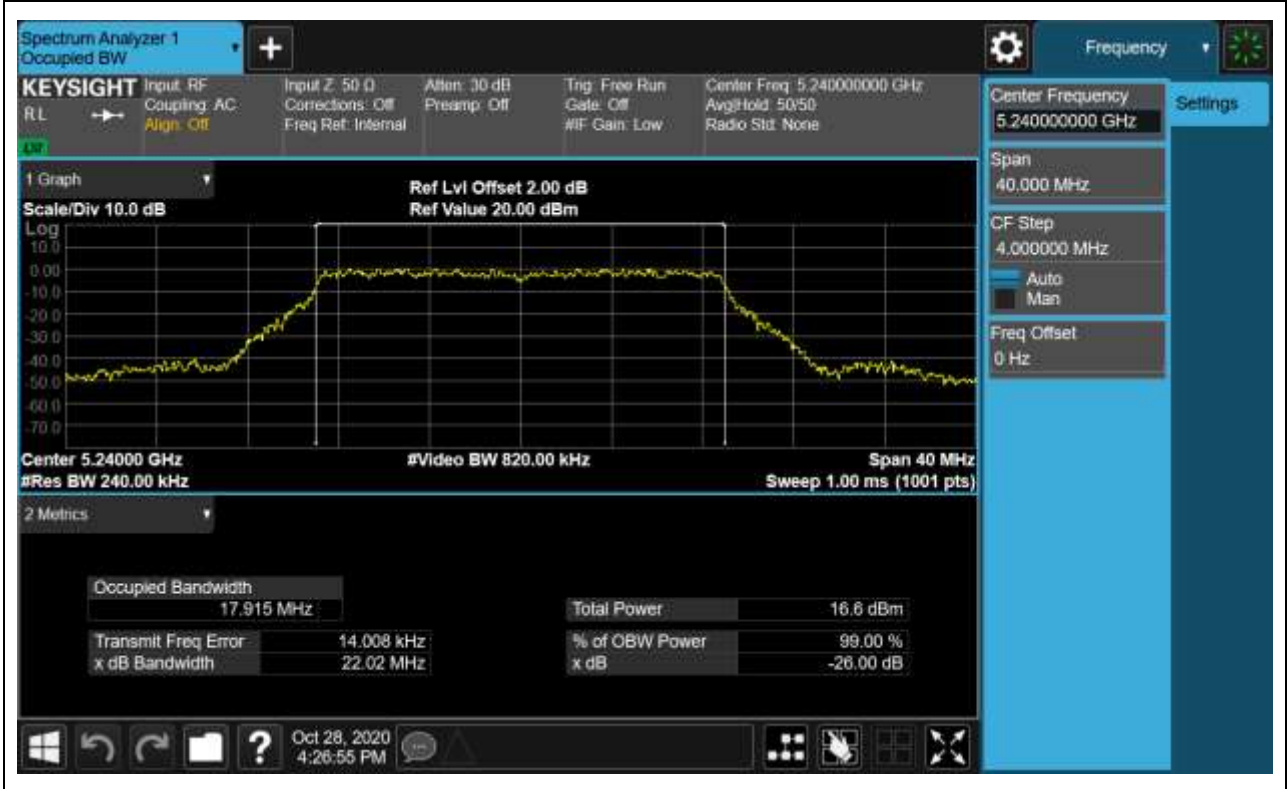 Spectrum Analyzer 1
Occupied BW
+
Frequency
KEYSIGHT
RL
Input: RF
Coupling: AC
Align: Off
Input Z: 50 Ω
Corrections: Off
Freq Ref: Internal
Atten: 30 dB
Preamp: Off
Trig: Free Run
Gate: Off
#IF Gain: Low
Center Freq: 5.240000000 GHz
Avg|Hold: 50/50
Radio Std: None
Center Frequency
5.240000000 GHz
Settings
Span
40.000 MHz
CF Step
4.000000 MHz
Auto
Man
Freq Offset
0 Hz
1 Graph
Scale/Div 10.0 dB
Ref Lvl Offset 2.00 dB
Ref Value 20.00 dBm
Log
10.0
0.00
-10.0
-20.0
-30.0
-40.0
-50.0
-60.0
-70.0
Center 5.24000 GHz
#Video BW 820.00 kHz
Span 40 MHz
#Res BW 240.00 kHz
Sweep 1.00 ms (1001 pts)
2 Metrics
Occupied Bandwidth
17.915 MHz
Total Power 16.6 dBm
Transmit Freq Error 14.008 kHz
% of OBW Power 99.00 %
x dB Bandwidth 22.02 MHz
x dB -26.00 dB
?
Oct 28, 2020
4:26:55 PM